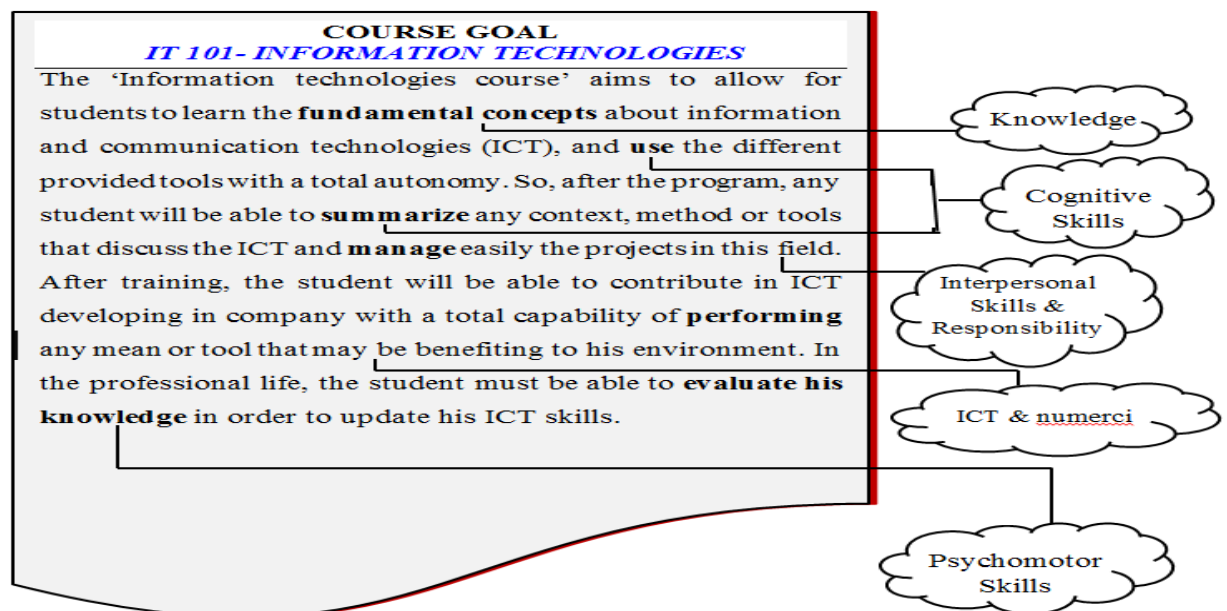 COURSE GOAL
IT 101- INFORMATION TECHNOLOGIES
The ‘Information technologies course’ aims to allow for
students to learn the fundamental concepts about information
and communication technologies (ICT), and use the different
provided tools with a total autonomy. So, after the program, any
student will be able to summarize any context, method or tools
that discuss the ICT and manage easily the projects in this field.
After training, the student will be able to contribute in ICT
developing in company with a total capability of performing
any mean or tool that may be benefiting to his environment. In
the professional life, the student must be able to evaluate his
knowledge in order to update his ICT skills.
Knowledge
Cognitive
Skills
Interpersonal
Skills &
Responsibility
ICT & numerci
Psychomotor
Skills